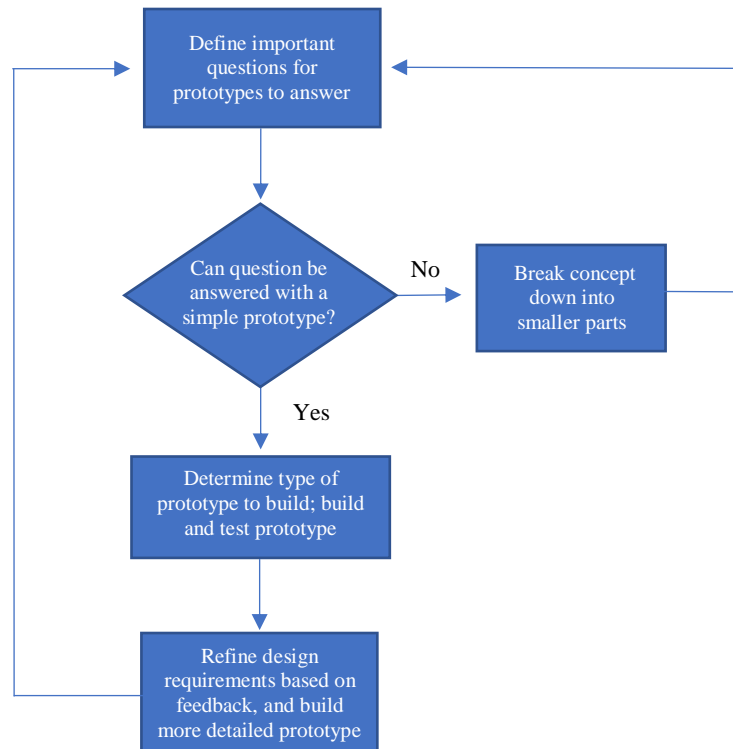 Define important
questions for
prototypes to answer
Can question be
answered with a
simple prototype?
No
Break concept
down into
smaller parts
Yes
Determine type of
prototype to build; build
and test prototype
Refine design
requirements based on
feedback, and build
more detailed prototype